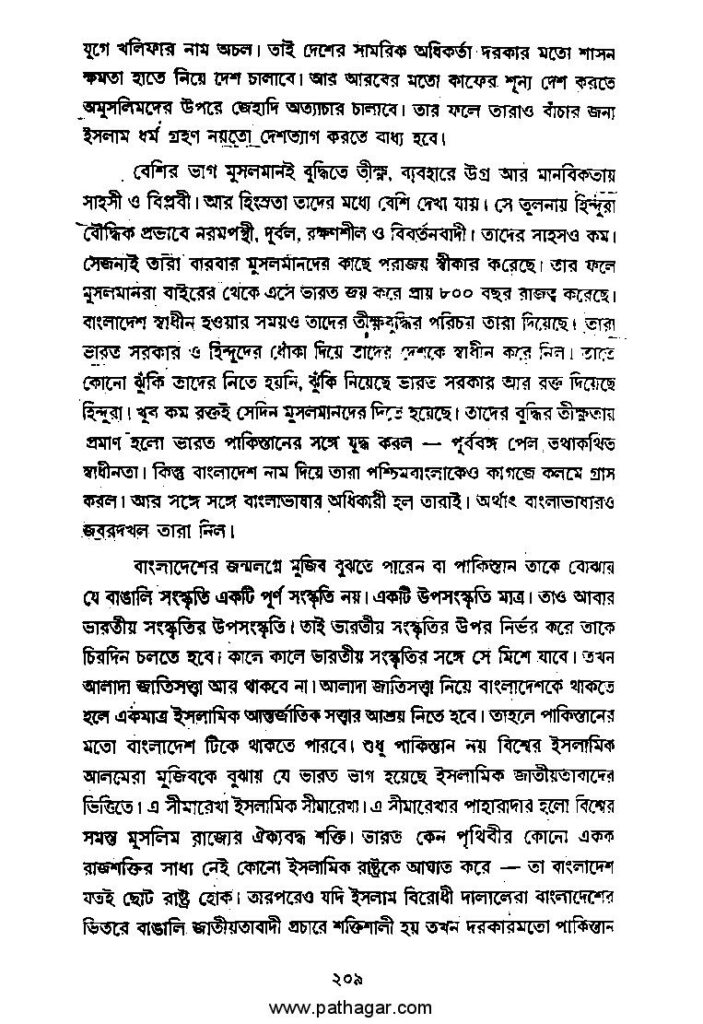 যুগে খলিফার নাম অচল। তাই দেশের সামরিক অধিকর্তা দরকার মতো শাসন
ক্ষমতা হাতে নিয়ে দেশ চালাবে। আর আরবের মতো কাফের শূন্য দেশ করতে
অমুসলিমদের উপরে জেহাদি অত্যাচার চালাবে। তার ফলে তারাও বাঁচার জন্য
ইসলাম ধর্ম গ্রহণ নয়তো দেশত্যাগ করতে বাধ্য হবে।
বেশির ভাগ মুসলমানই বুদ্ধিতে তীক্ষ্ণ, ব্যবহারে উগ্র আর মানবিকতায়
সাহসী ও বিপ্লবী। আর হিংস্রতা তাদের মধ্যে বেশি দেখা যায়। সে তুলনায় হিন্দুরা
বৌদ্ধিক প্রভাবে নরমপন্থী, দুর্বল, রক্ষণশীল ও বিবর্তনবাদী। তাদের সাহসও কম।
সেজন্যই তারা বারবার মুসলমানদের কাছে পরাজয় স্বীকার করেছে। তার ফলে
মুসলমানরা বাইরের থেকে এসে ভারত জয় করে প্রায় ৮০০ বছর রাজত্ব করেছে।
বাংলাদেশ স্বাধীন হওয়ার সময়ও তাদের তীক্ষ্ণবুদ্ধির পরিচয় তারা দিয়েছে। তারা
ভারত সরকার ও হিন্দুদের ধোঁকা দিয়ে তাদের দেশকে স্বাধীন করে নিল। তাতে
কোনো ঝুঁকি তাদের নিতে হয়নি, ঝুঁকি নিয়েছে ভারত সরকার আর রক্ত দিয়েছে
হিন্দুরা। খুব কম রক্তই সেদিন মুসলমানদের দিতে হয়েছে। তাদের বুদ্ধির তীক্ষ্ণতার
প্রমাণ হলো ভারত পাকিস্তানের সঙ্গে যুদ্ধ করল — পূর্ববঙ্গ পেল তথাকথিত
স্বাধীনতা। কিন্তু বাংলাদেশ নাম দিয়ে তারা পশ্চিমবাংলাকেও কাগজে কলমে গ্রাস
করল। আর সঙ্গে সঙ্গে বাংলাভাষার অধিকারী হল তারাই। অর্থাৎ বাংলাভাষারও
জবরদখল তারা নিল।
বাংলাদেশের জন্মলগ্নে মুজিব বুঝতে পারেন বা পাকিস্তান তাকে বোঝায়
যে বাঙালি সংস্কৃতি একটি পূর্ণ সংস্কৃতি নয়। একটি উপসংস্কৃতি মাত্র। তাও আবার
ভারতীয় সংস্কৃতির উপসংস্কৃতি। তাই ভারতীয় সংস্কৃতির উপর নির্ভর করে তাকে
চিরদিন চলতে হবে। কালে কালে ভারতীয় সংস্কৃতির সঙ্গে সে মিশে যাবে। তখন
আলাদা জাতিসত্ত্বা আর থাকবে না। আলাদা জাতিসত্ত্বা নিয়ে বাংলাদেশকে থাকতে
হলে একমাত্র ইসলামিক আন্তর্জাতিক সত্ত্বার আশ্রয় নিতে হবে। তাহলে পাকিস্তানের
মতো বাংলাদেশ টিকে থাকতে পারবে। শুধু পাকিস্তান নয় বিশ্বের ইসলামিক
আলমেরা মুজিবকে বুঝায় যে ভারত ভাগ হয়েছে ইসলামিক জাতীয়তাবাদের
ভিত্তিতে। এ সীমারেখা ইসলামিক সীমারেখা। এ সীমারেখার পাহারাদার হলো বিশ্বের
সমস্ত মুসলিম রাজ্যের ঐক্যবদ্ধ শক্তি। ভারত কেন পৃথিবীর কোনো একক
রাজশক্তির সাধ্য নেই কোনো ইসলামিক রাষ্ট্রকে আঘাত করে — তা বাংলাদেশ
যতই ছোট রাষ্ট্র হোক। তারপরেও যদি ইসলাম বিরোধী দালালেরা বাংলাদেশের
ভিতরে বাঙালি জাতীয়তাবাদী প্রচারে শক্তিশালী হয় তখন দরকারমতো পাকিস্তান
২০৯
www.pathagar.com